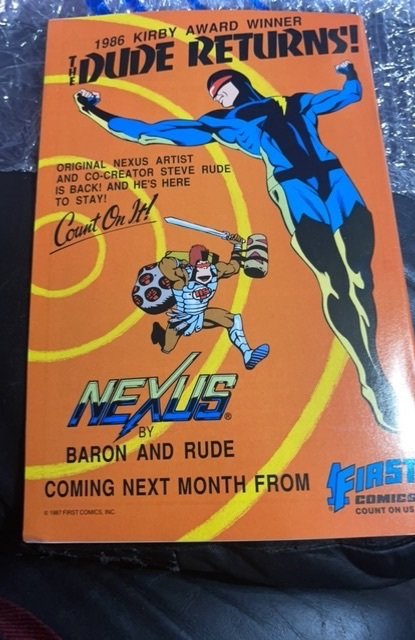 1986 KIRBY AWARD WINNER
THE DUDE RETURNS!
ORIGINAL NEXUS ARTIST
AND CO-CREATOR STEVE RUDE
IS BACK! AND HE'S HERE
TO STAY!
Count On It!
NEXUS®
BY
BARON AND RUDE
COMING NEXT MONTH FROM
FIRST
COMICS
COUNT ON US
© 1987 FIRST COMICS, INC.